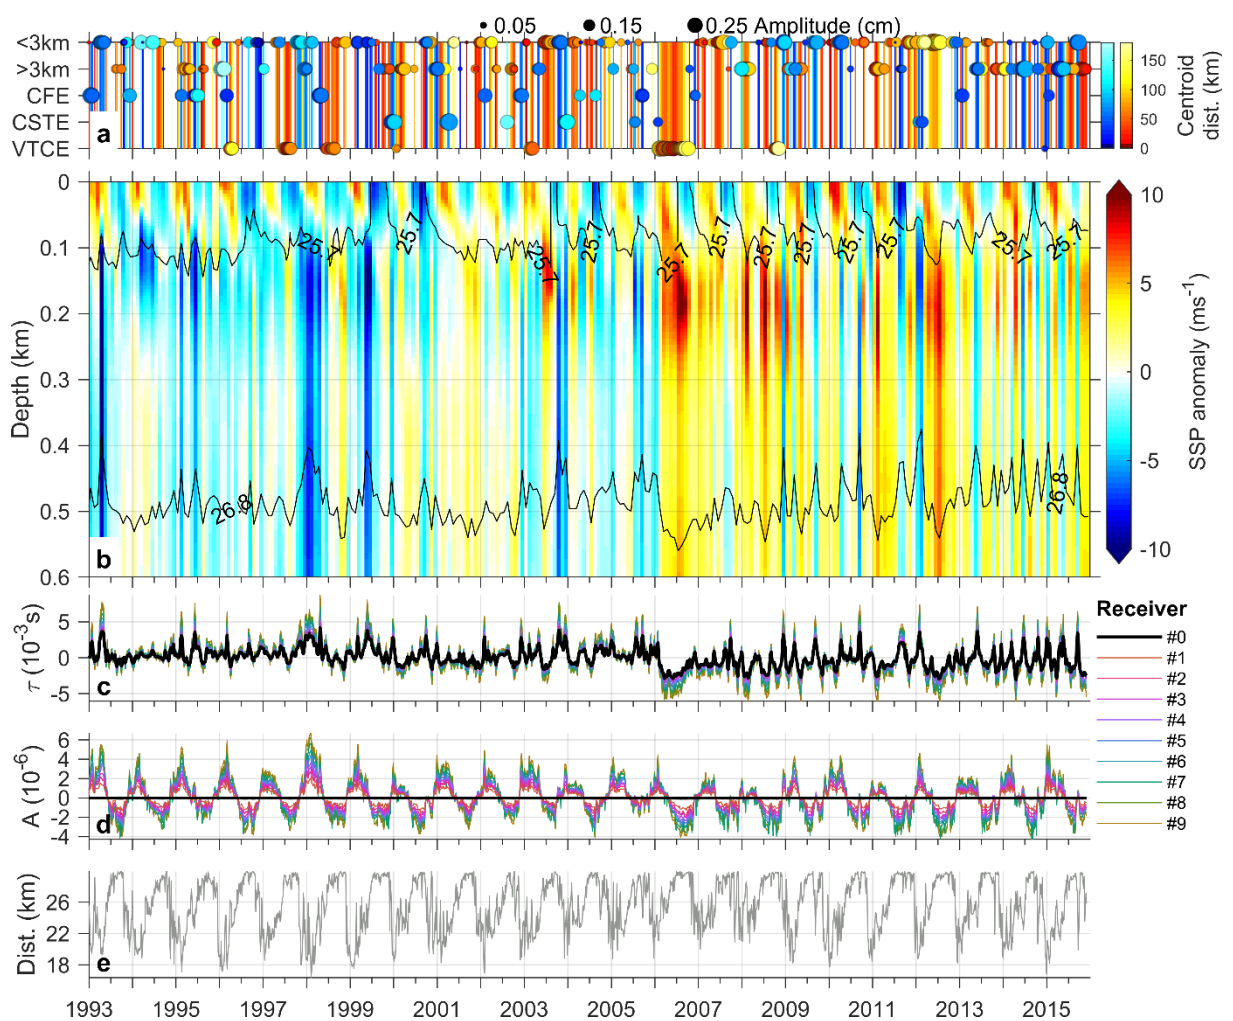 0.05 0.15 0.25 Amplitude (cm)
<3km
>3km
CFE
CSTE
VTCE
a
150
100
50
0
Centroid
dist. (km)
0
0.1
0.2
0.3
0.4
0.5
0.6
Depth (km)
25.7 25.7 25.7 25.7 25.7 25.7 25.7 25.7 25.7 25.7 25.7 25.7
26.8 26.8
b
10
5
0
-5
-10
SSP anomaly (ms⁻¹)
5
0
-5
τ (10⁻³s)
c
6
4
2
0
-2
-4
A (10⁻⁶)
d
26
22
18
Dist. (km)
e
1993 1995 1997 1999 2001 2003 2005 2007 2009 2011 2013 2015
Receiver
#0
#1
#2
#3
#4
#5
#6
#7
#8
#9